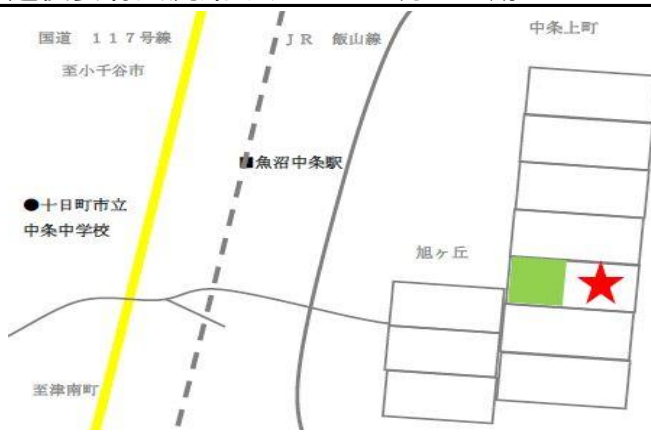 国道　１１７号線
至小千谷市
ＪＲ　飯山線
中条上町
■魚沼中条駅
●十日町市立
中条中学校
旭ヶ丘
至津南町